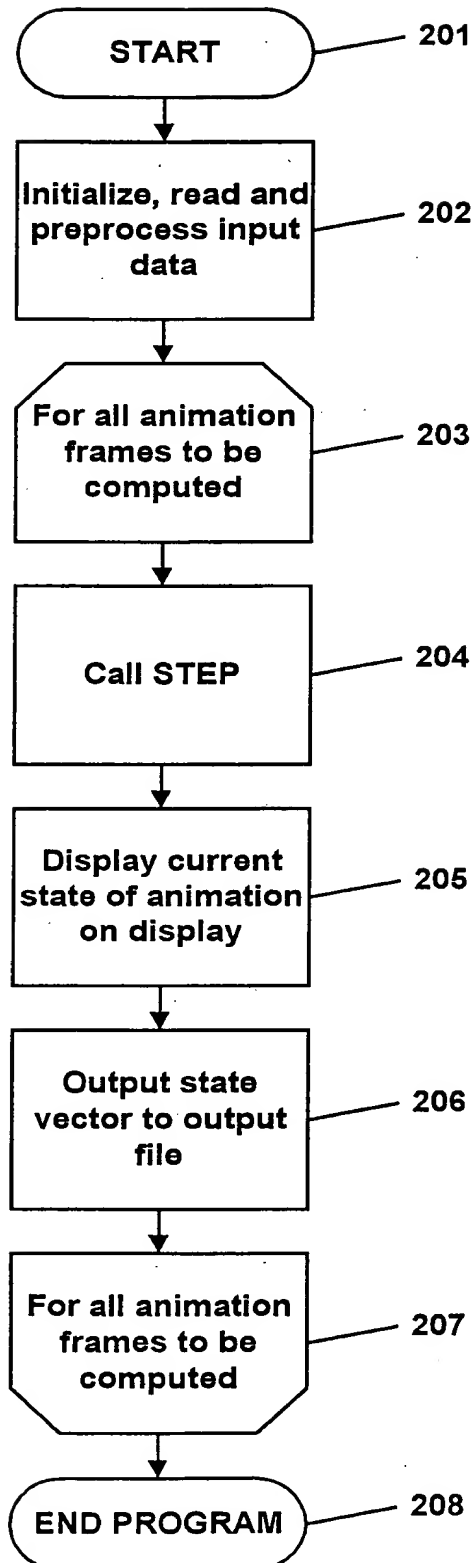 START
201
Initialize, read and
preprocess input
data
202
For all animation
frames to be
computed
203
Call STEP
204
Display current
state of animation
on display
205
Output state
vector to output
file
206
For all animation
frames to be
computed
207
END PROGRAM
208